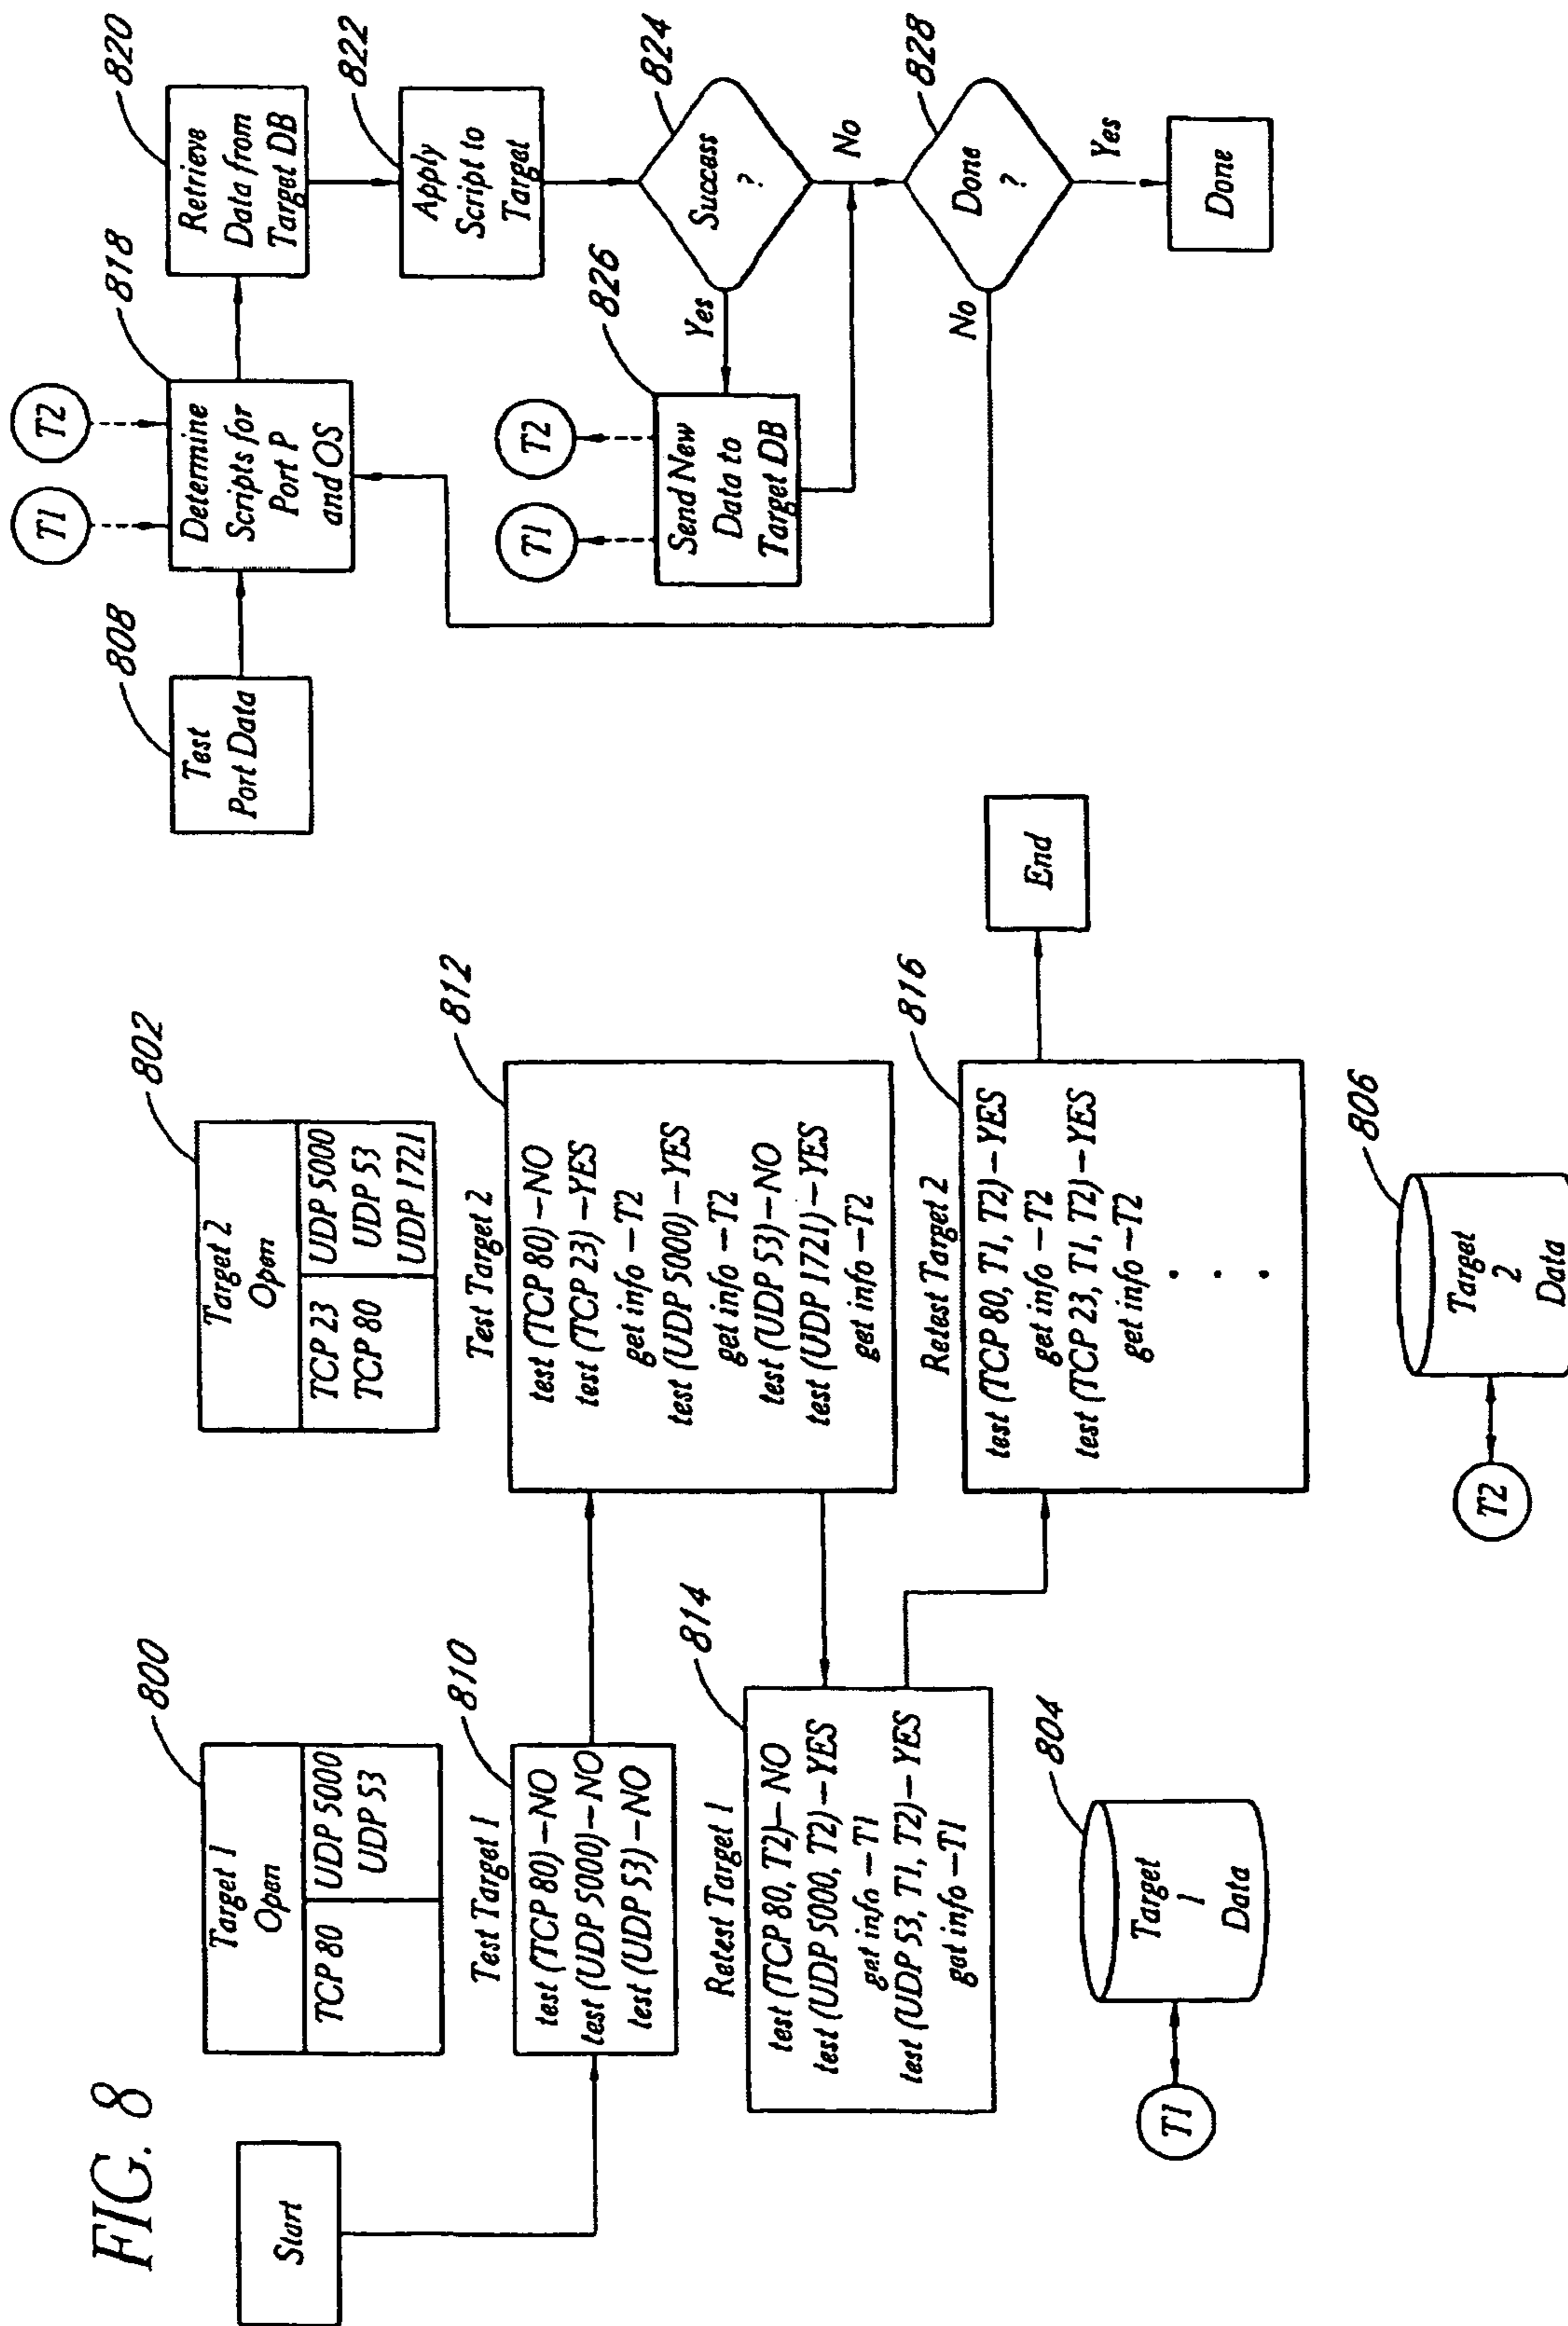 FIG. 8
Start
800
Target 1
Open
TCP 80
UDP 5000
UDP 53
802
Target 2
Open
TCP 23
TCP 80
UDP 5000
UDP 53
UDP 1721
810
Test Target 1
test (TCP 80)—NO
test (UDP 5000)—NO
test (UDP 53)—NO
812
Test Target 2
test (TCP 80)—NO
test (TCP 23)—YES
get info—T2
test (UDP 5000)—YES
get info—T2
test (UDP 53)—NO
test (UDP 1721)—YES
get info—T2
814
Retest Target 1
test (TCP 80, T2)—NO
test (UDP 5000, T2)—YES
get info—T1
test (UDP 53, T1, T2)—YES
get info—T1
816
Retest Target 2
test (TCP 80, T1, T2)—YES
get info—T2
test (TCP 23, T1, T2)—YES
get info—T2
.
.
.
End
T1
804
Target
1
Data
T2
806
Target
2
Data
808
Test
Port Data
T1
T2
818
Determine
Scripts for
Port P
and OS
820
Retrieve
Data from
Target DB
822
Apply
Script to
Target
824
Success
?
Yes
No
826
T1
T2
Send New
Data to
Target DB
828
Done
?
No
Yes
Done